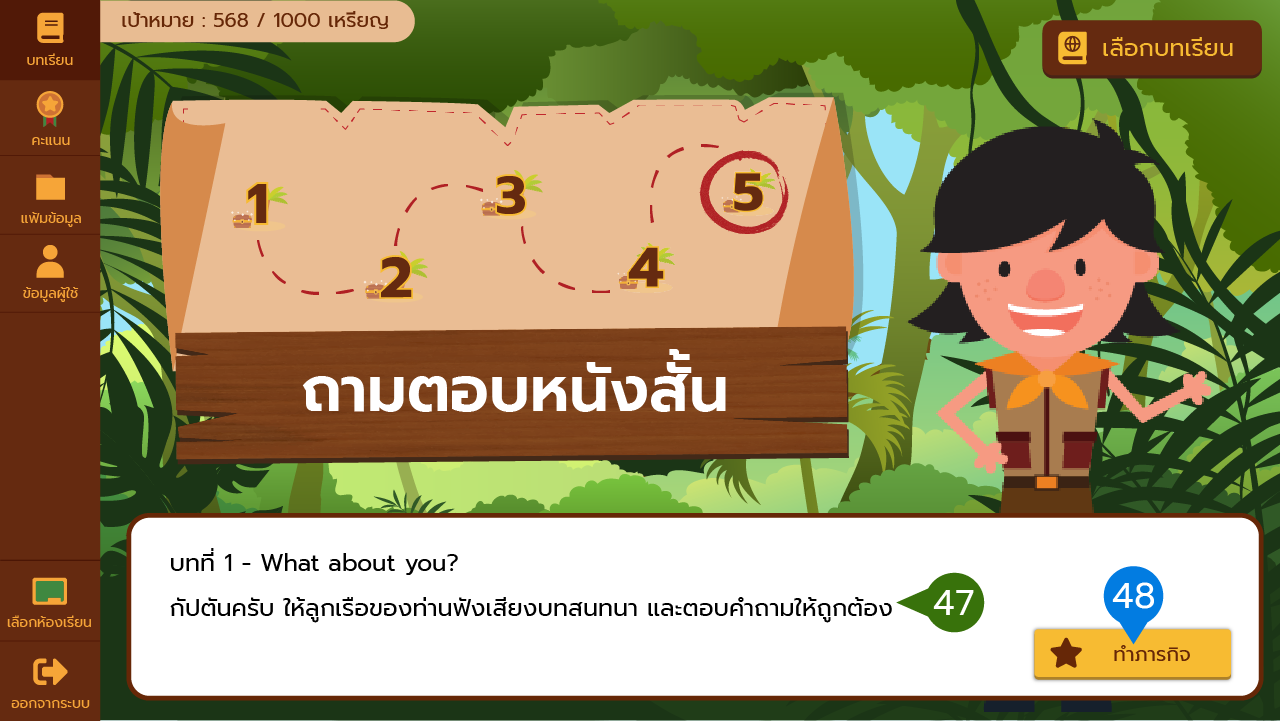 บทเรียน
คะแนน
แฟ้มข้อมูล
ข้อมูลผู้ใช้
เลือกห้องเรียน
ออกจากระบบ
เป้าหมาย : 568 / 1000 เหรียญ
เลือกบทเรียน
1
2
3
4
5
ถามตอบหนังสั้น
บทที่ 1 - What about you?
กัปตันครับ ให้ลูกเรือของท่านฟังเสียงบทสนทนา และตอบคำถามให้ถูกต้อง
47
48
ทำภารกิจ